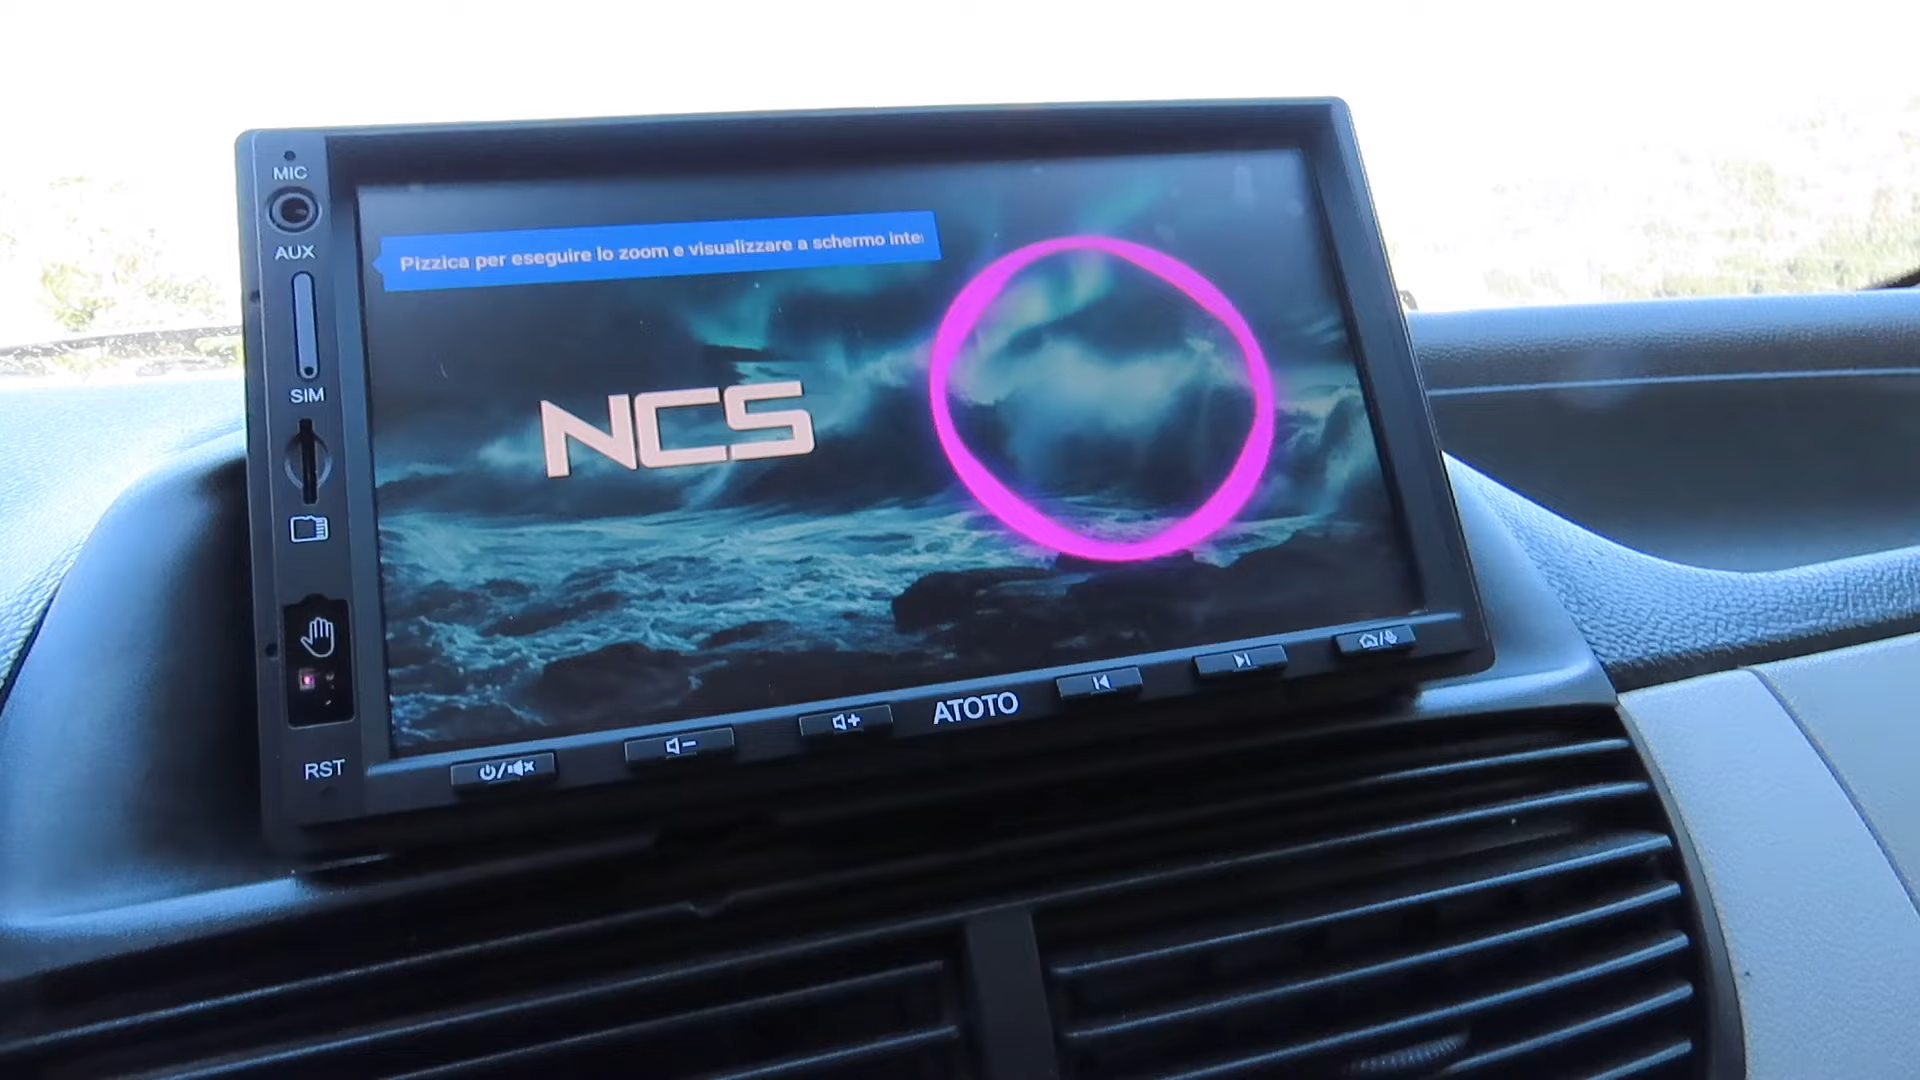 MIC
AUX
SIM
RST
Pizzica per eseguire lo zoom e visualizzare a schermo inte
NCS
ATOTO